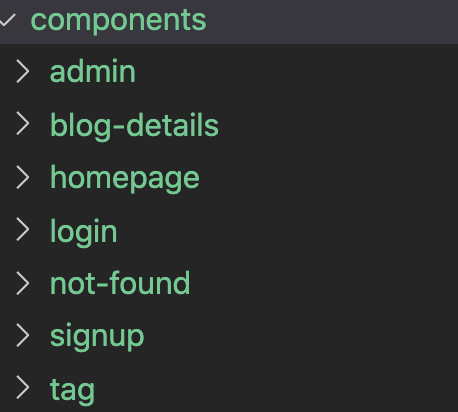 components
admin
blog-details
homepage
login
not-found
signup
tag